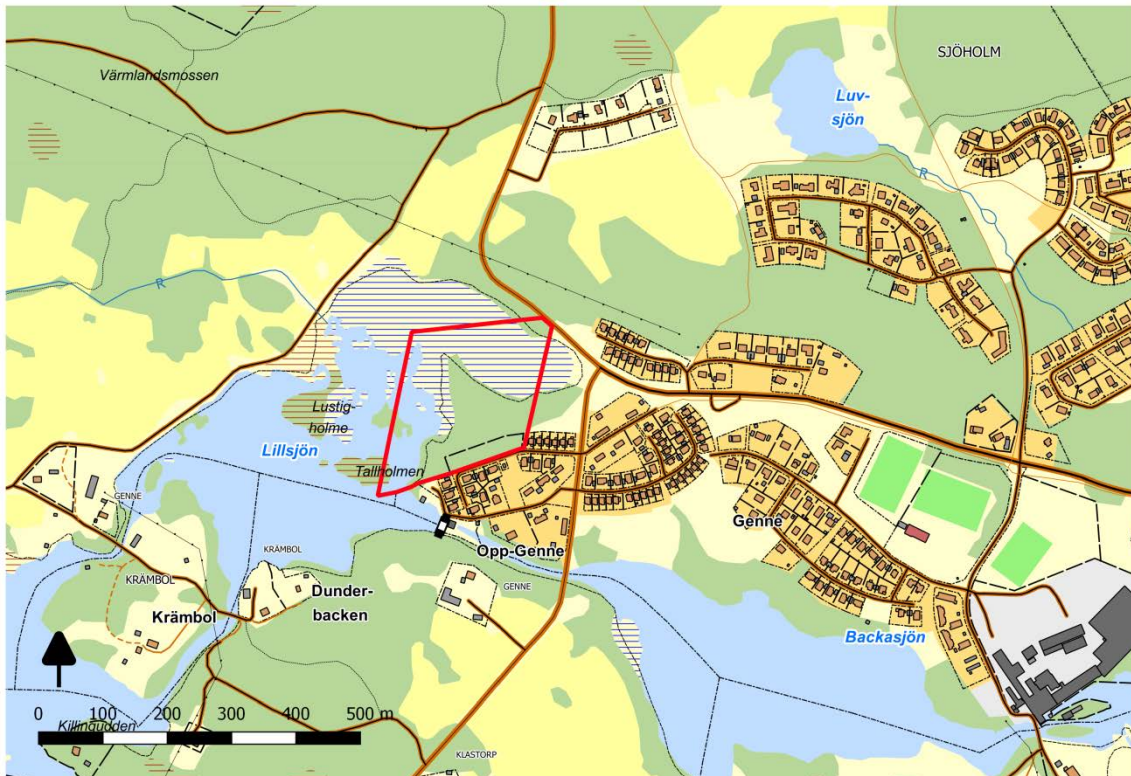 SJÖHOLM
Värmlandsmossen
Luv-
sjön
R
R
Lustig-
holme
Lillsjön
Tallholmen
GENNE
Genne
Opp-Genne
KRÄMBOL
KRÄMBOL
Dunder-
backen
GENNE
Krämbol
Backasjön
0 100 200 300 400 500 m
Killingudden
KLASTORP